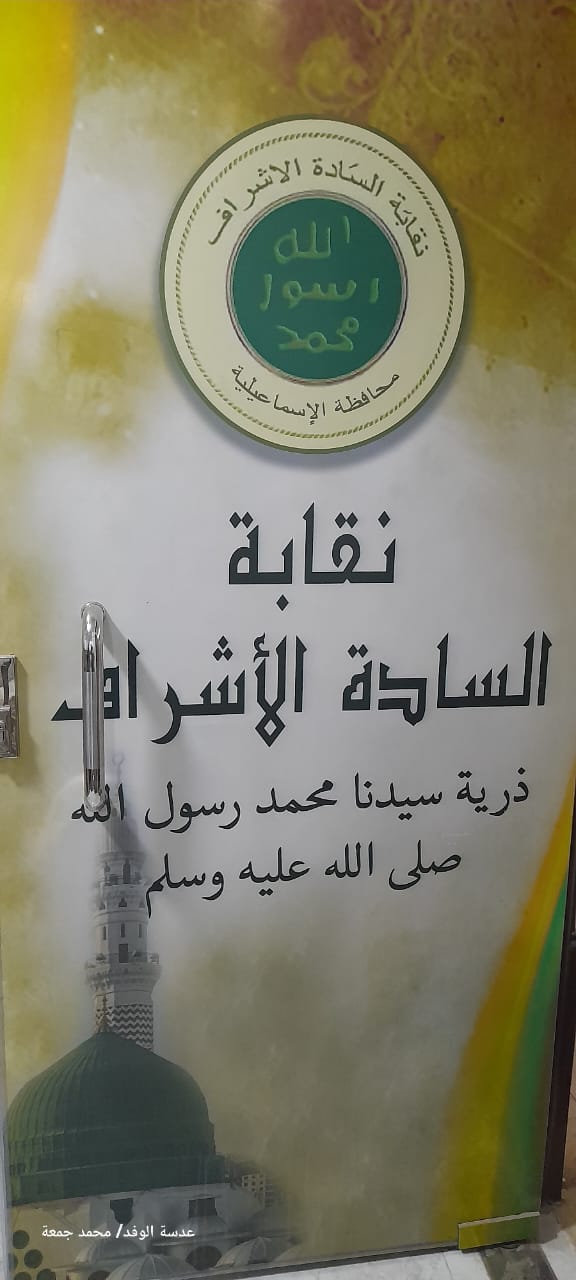 نقابة السادة الاشراف
الله
رسول
محمد
محافظة الإسماعيلية
نقابة
السادة الأشراف
ذرية سيدنا محمد رسول الله
صلى الله عليه وسلم
عدسة الوفد/ محمد جمعة